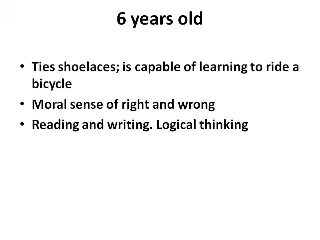 6 years old
• Ties shoelaces; is capable of learning to ride a
bicycle
• Moral sense of right and wrong
• Reading and writing. Logical thinking